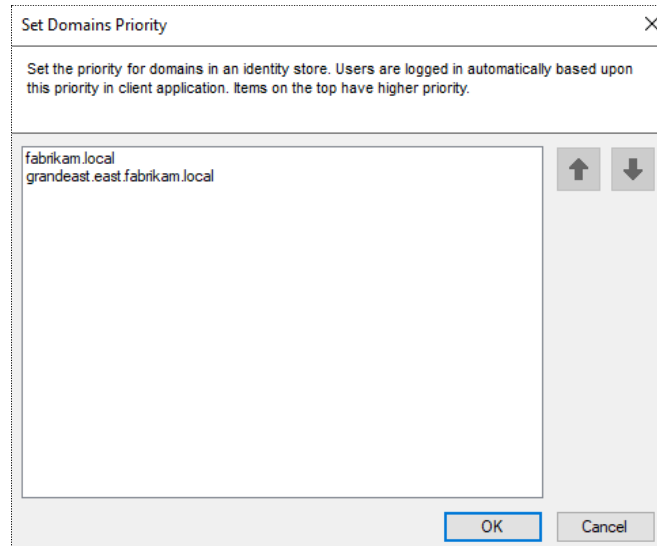 Set Domains Priority
Set the priority for domains in an identity store. Users are logged in automatically based upon
this priority in client application. Items on the top have higher priority.
fabrikam.local
grandeast.east.fabrikam.local
OK
Cancel